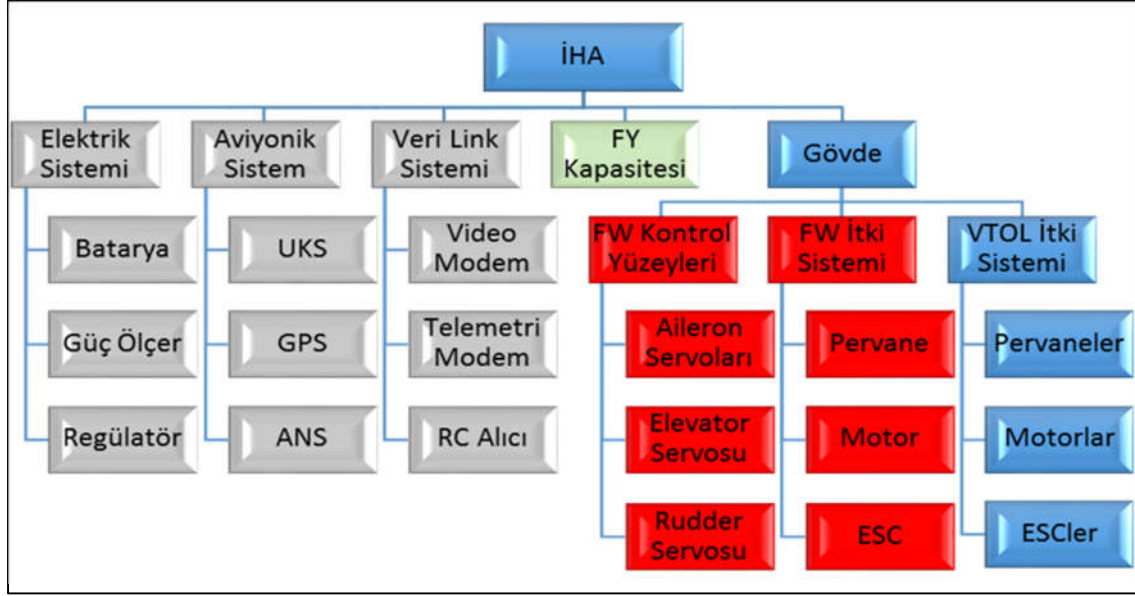 İHA
Elektrik
Sistemi
Aviyonik
Sistem
Veri Link
Sistemi
FY
Kapasitesi
Gövde
Batarya
Güç Ölçer
Regülatör
UKS
GPS
ANS
Video
Modem
Telemetri
Modem
RC Alıcı
FW Kontrol
Yüzeyleri
Aileron
Servoları
Elevator
Servosu
Rudder
Servosu
FW İtki
Sistemi
Pervane
Motor
ESC
VTOL İtki
Sistemi
Pervaneler
Motorlar
ESCler